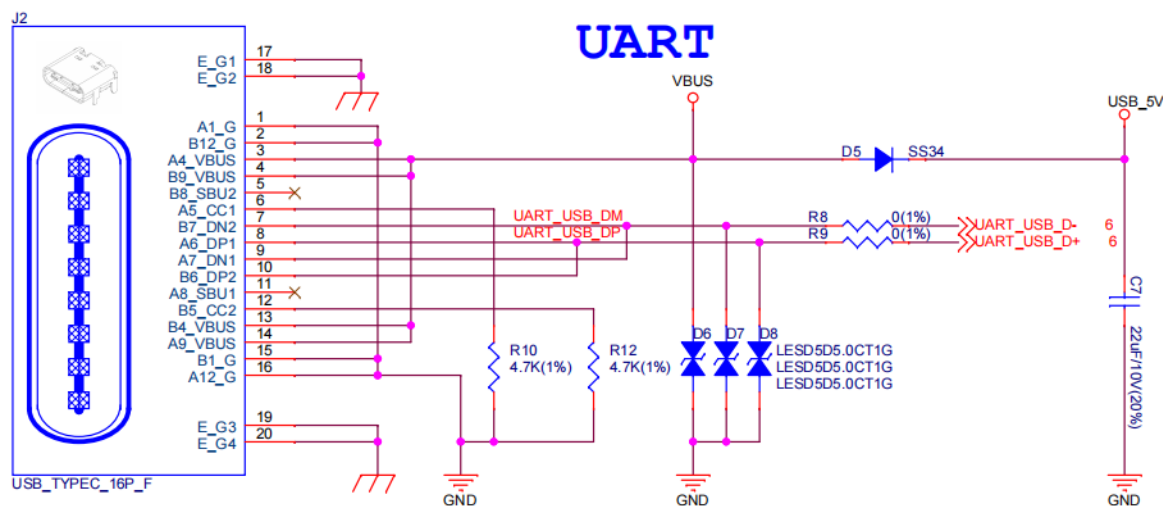 J2
UART
E_G1 17
E_G2 18
VBUS
USB_5V
A1_G 1
B12_G 2
A4_VBUS 3
D5 SS34
B9_VBUS 4
B8_SBU2 5
A5_CC1 6
B7_DN2 7
UART_USB_DM
R8 0(1%)
UART_USB_D- 6
A6_DP1 8
UART_USB_DP
R9 0(1%)
UART_USB_D+ 6
A7_DN1 9
B6_DP2 10
A8_SBU1 11
B5_CC2 12
C7
22uF/10V(20%)
B4_VBUS 13
A9_VBUS 14
D6 D7 D8
B1_G 15
R10
4.7K(1%)
R12
4.7K(1%)
LESD5D5.0CT1G
LESD5D5.0CT1G
LESD5D5.0CT1G
A12_G 16
E_G3 19
E_G4 20
USB_TYPEC_16P_F
GND
GND
GND